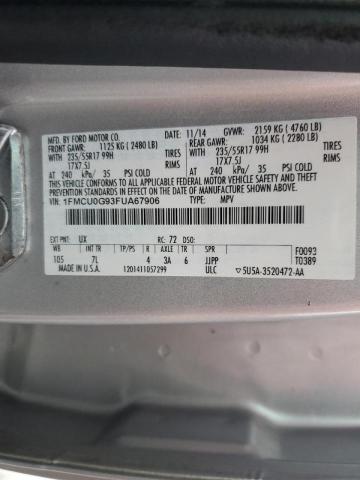 MFD. BY FORD MOTOR CO. 11/14 GVWR: 2159 KG ( 4760 LB)
FRONT GAWR: 1125 KG ( 2480 LB) REAR GAWR: 1034 KG ( 2280 LB)
WITH 235/55R17 99H TIRES WITH 235/55R17 99H TIRES
17X7.5J RIMS 17X7.5J RIMS
AT 240 kPa/ 35 PSI COLD AT 240 kPa/ 35 PSI COLD
THIS VEHICLE CONFORMS TO ALL APPLICABLE FEDERAL MOTOR
VEHICLE SAFETY AND THEFT PREVENTION STANDARDS IN EFFECT ON
THE DATE OF MANUFACTURE SHOWN ABOVE.
VIN: 1FMCU0G93FUA67906 TYPE: MPV
EXT PNT: UX RC: 72 DSO:
WB INT TR TP/PS R AXLE TR SPR F0093
105 7L 4 3A 6 JJPP T0389
MADE IN U.S.A. 1201411057299 ULC 5U5A-3520472-AA